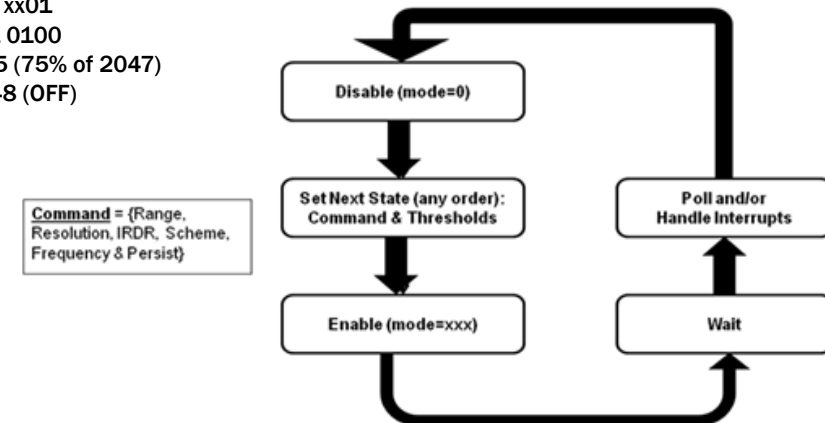 xx01
0100
5 (75% of 2047)
8 (OFF)
Disable (mode=0)
Set Next State (any order):
Command & Thresholds
Enable (mode=xxx)
Command = {Range,
Resolution, IRDR, Scheme,
Frequency & Persist}
Poll and/or
Handle Interrupts
Wait